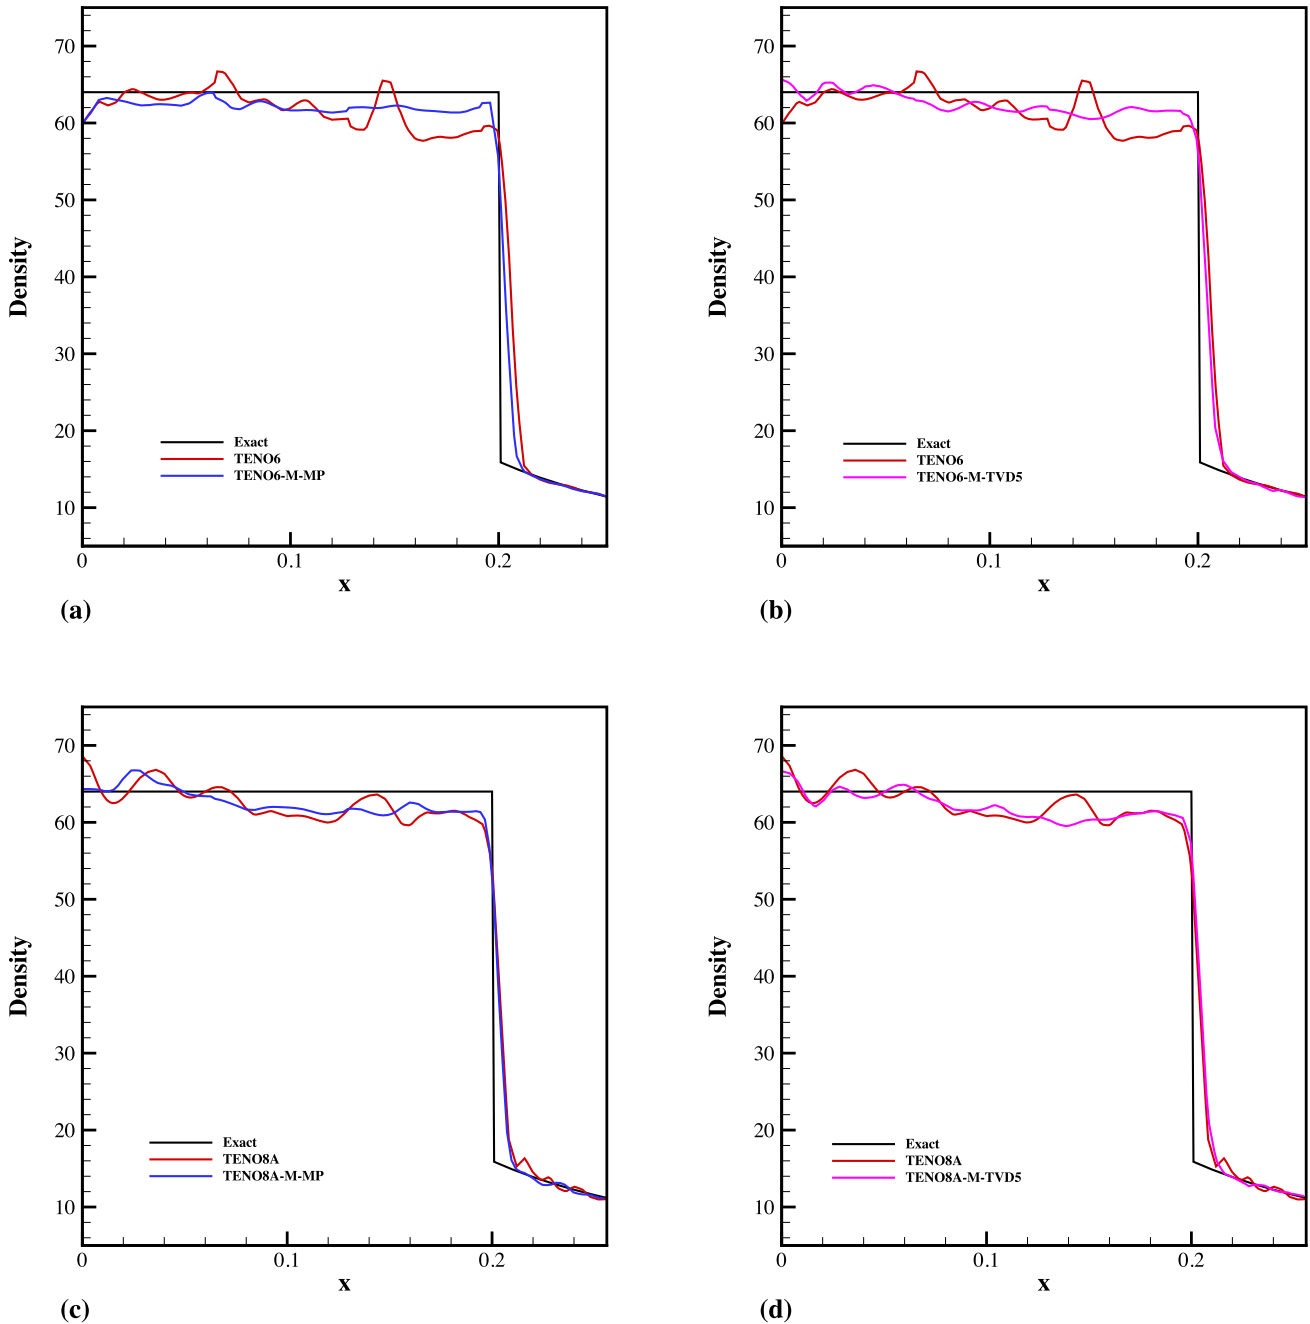 70
60
50
40
30
20
10
Density
Exact
TENO6
TENO6-M-MP
0
0.1
0.2
x
(a)
70
60
50
40
30
20
10
Density
Exact
TENO6
TENO6-M-TVD5
0
0.1
0.2
x
(b)
70
60
50
40
30
20
10
Density
Exact
TENO8A
TENO8A-M-MP
0
0.1
0.2
x
(c)
70
60
50
40
30
20
10
Density
Exact
TENO8A
TENO8A-M-TVD5
0
0.1
0.2
x
(d)